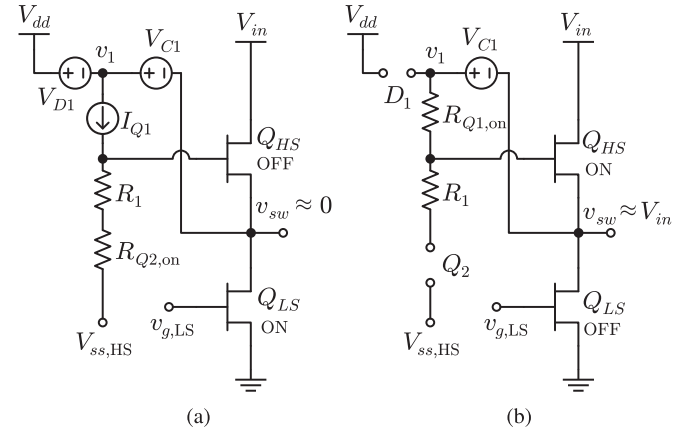 V_dd
V_in
v_1
V_C1
+ −
+ −
V_D1
I_Q1
Q_HS
OFF
R_1
v_sw ≈ 0
R_Q2,on
Q_LS
ON
v_g,LS
V_ss,HS
(a)
V_dd
V_in
v_1
V_C1
+ −
D_1
R_Q1,on
Q_HS
ON
R_1
v_sw ≈ V_in
Q_2
Q_LS
OFF
v_g,LS
V_ss,HS
(b)